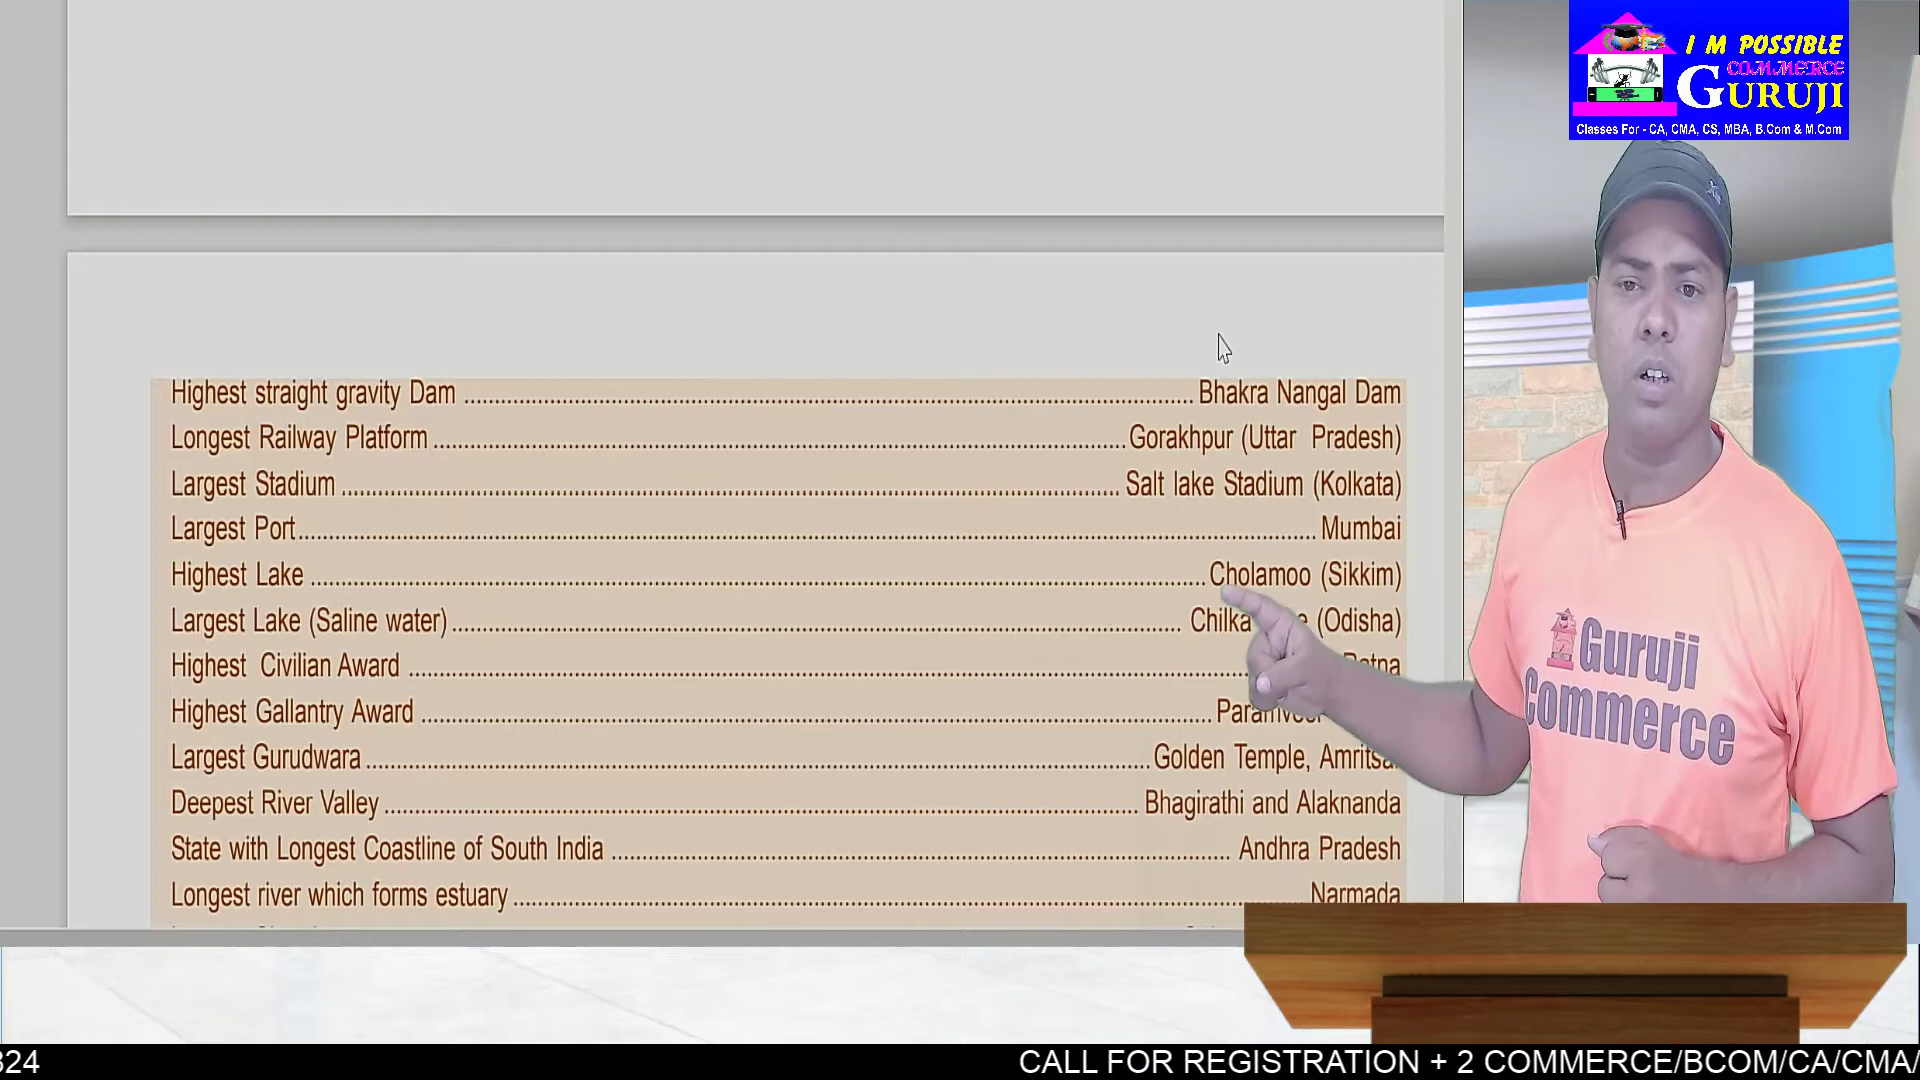 I M POSSIBLE
COMMERCE
GURUJI
Classes For - CA, CMA, CS, MBA, B.Com & M.Com
Highest straight gravity Dam ........ Bhakra Nangal Dam
Longest Railway Platform ........ Gorakhpur (Uttar Pradesh)
Largest Stadium ........ Salt lake Stadium (Kolkata)
Largest Port ........ Mumbai
Highest Lake ........ Cholamoo (Sikkim)
Largest Lake (Saline water) ........ Chilka (Odisha)
Highest Civilian Award ........ Ratna
Highest Gallantry Award ........
Largest Gurudwara ........ Golden Temple, Amritsa
Deepest River Valley ........ Bhagirathi and Alaknanda
State with Longest Coastline of South India ........ Andhra Pradesh
Longest river which forms estuary ........ Narmada
Guruji
Commerce
324 CALL FOR REGISTRATION + 2 COMMERCE/BCOM/CA/CMA/